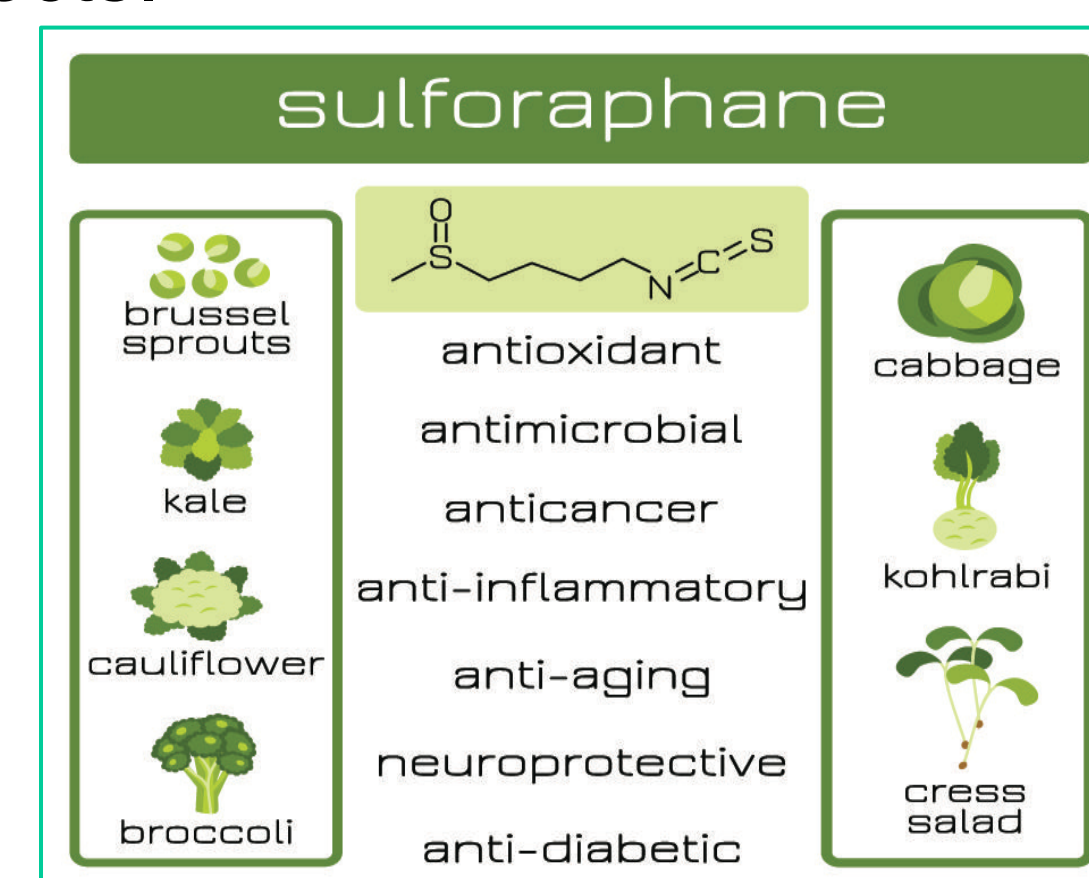 sulforaphane
brussel
sprouts
kale
cauliflower
broccoli
O
S
N
C
S
antioxidant
antimicrobial
anticancer
anti-inflammatory
anti-aging
neuroprotective
anti-diabetic
cabbage
kohlrabi
cress
salad